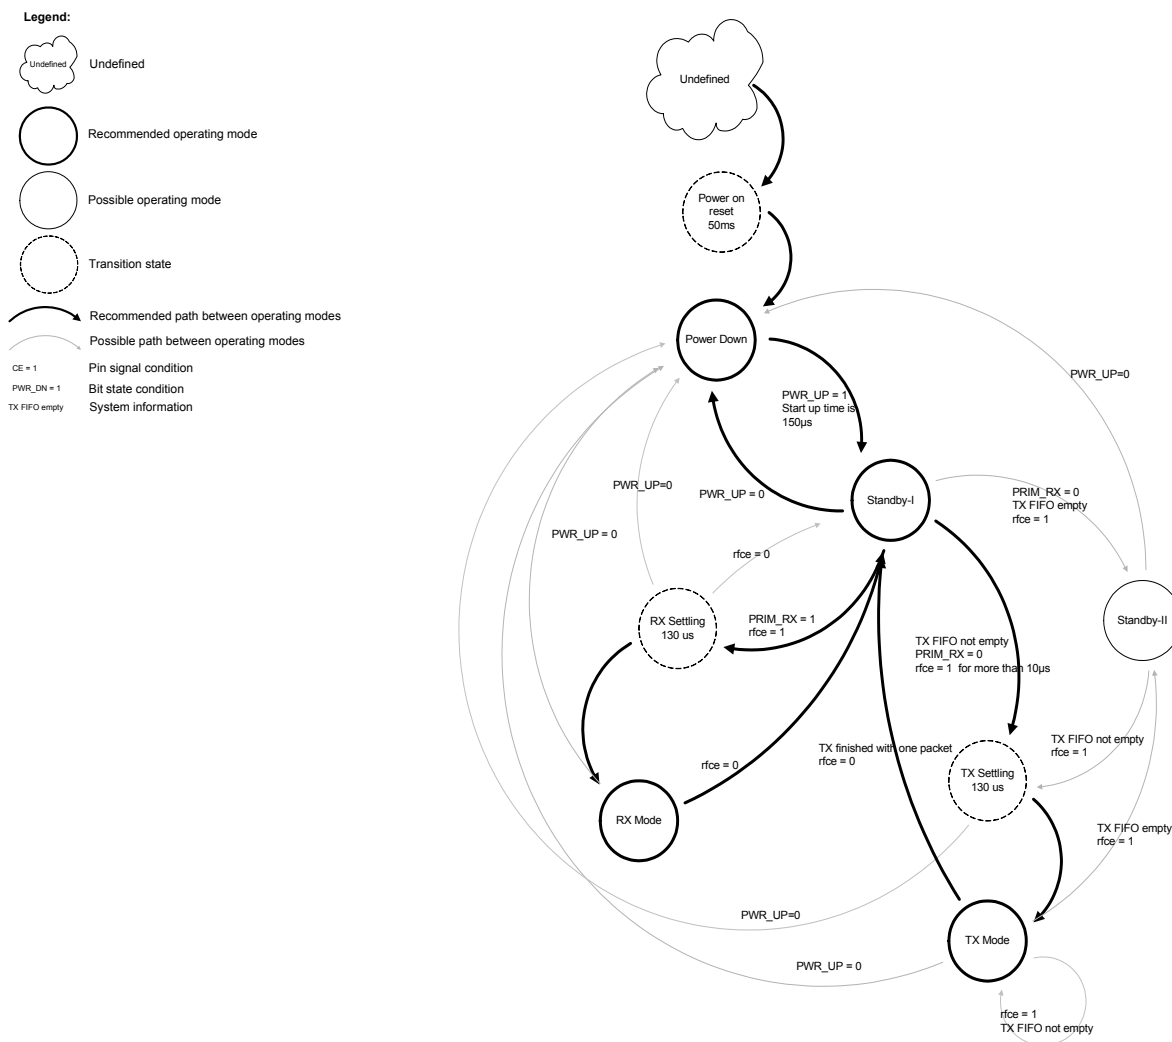 Legend:
Undefined
Undefined
Recommended operating mode
Possible operating mode
Transition state
Recommended path between operating modes
Possible path between operating modes
CE = 1
Pin signal condition
PWR_DN = 1
Bit state condition
TX FIFO empty
System information
Undefined
Power on
reset
50ms
Power Down
PWR_UP=0
PWR_UP = 1
Start up time is
150µs
PWR_UP=0
PWR_UP = 0
Standby-I
PRIM_RX = 0
TX FIFO empty
rfce = 1
PWR_UP = 0
rfce = 0
RX Settling
130 us
PRIM_RX = 1
rfce = 1
Standby-II
TX FIFO not empty
PRIM_RX = 0
rfce = 1  for more than 10µs
TX FIFO not empty
rfce = 1
TX finished with one packet
rfce = 0
rfce = 0
TX Settling
130 us
RX Mode
TX FIFO empty
rfce = 1
PWR_UP=0
TX Mode
PWR_UP = 0
rfce = 1
TX FIFO not empty